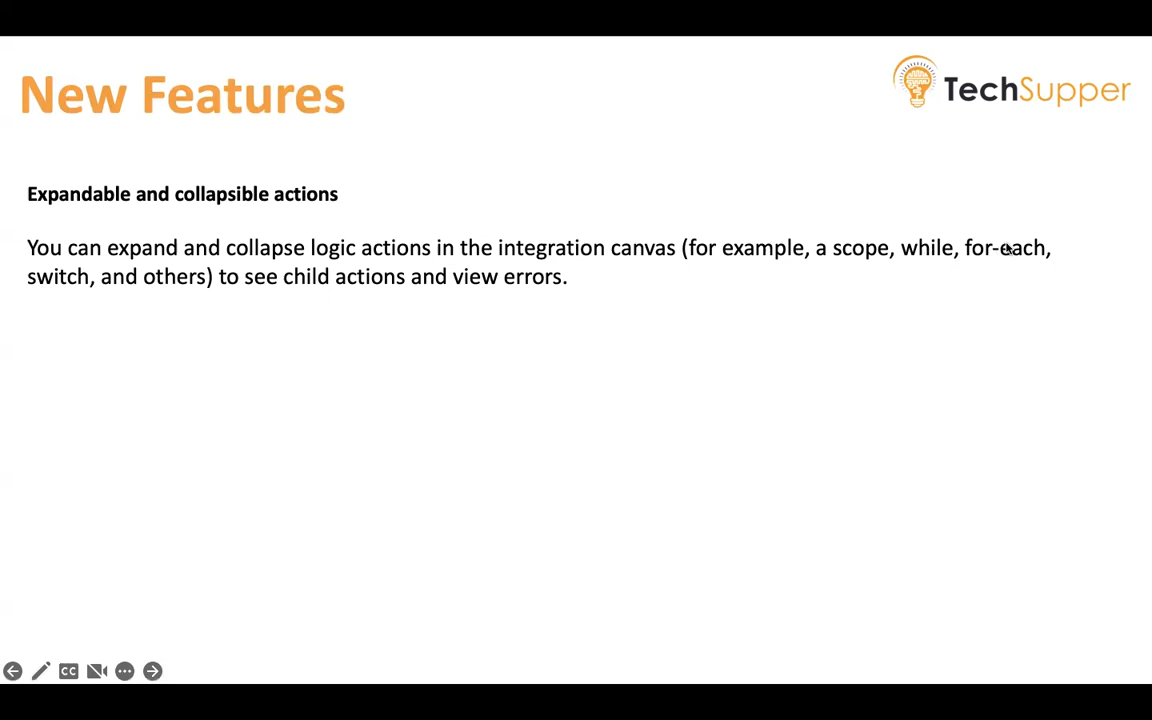 New Features
TechSupper
Expandable and collapsible actions
You can expand and collapse logic actions in the integration canvas (for example, a scope, while, for-each,
switch, and others) to see child actions and view errors.
CC